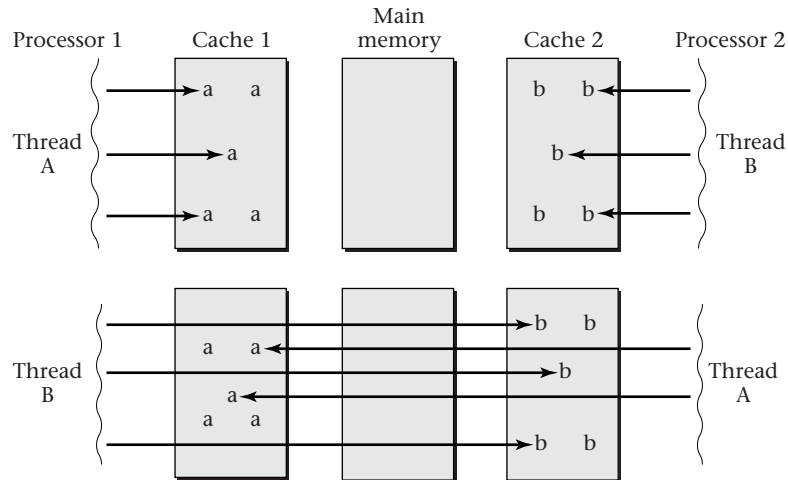 Processor 1
Cache 1
Main
memory
Cache 2
Processor 2
a a
b b
Thread
A
a
b
Thread
B
a a
b b
b b
a a
Thread
B
b
Thread
A
a
a a
b b